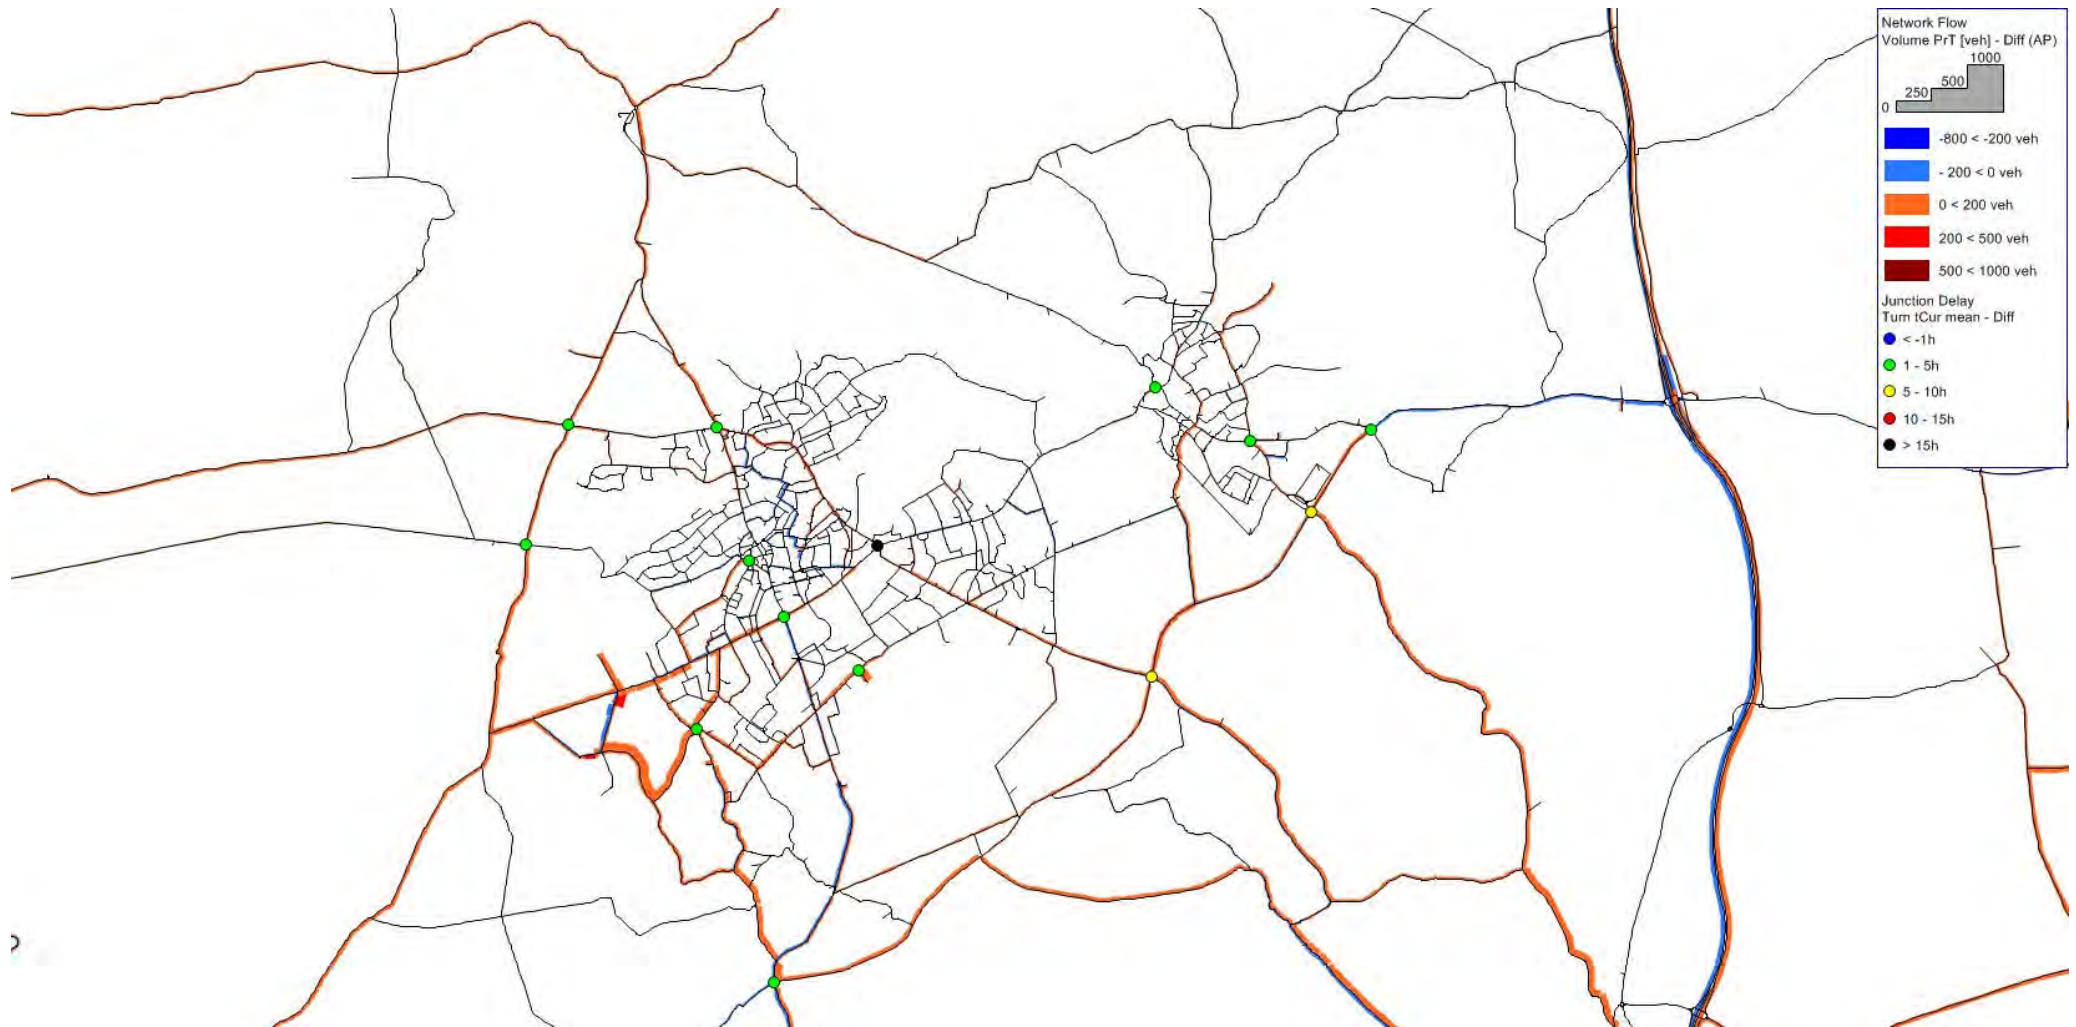 Network Flow
Volume PrT [veh] - Diff (AP)
1000
500
250
0
-800 < -200 veh
- 200 < 0 veh
0 < 200 veh
200 < 500 veh
500 < 1000 veh
Junction Delay
Turn tCur mean - Diff
< -1h
1 - 5h
5 - 10h
10 - 15h
> 15h